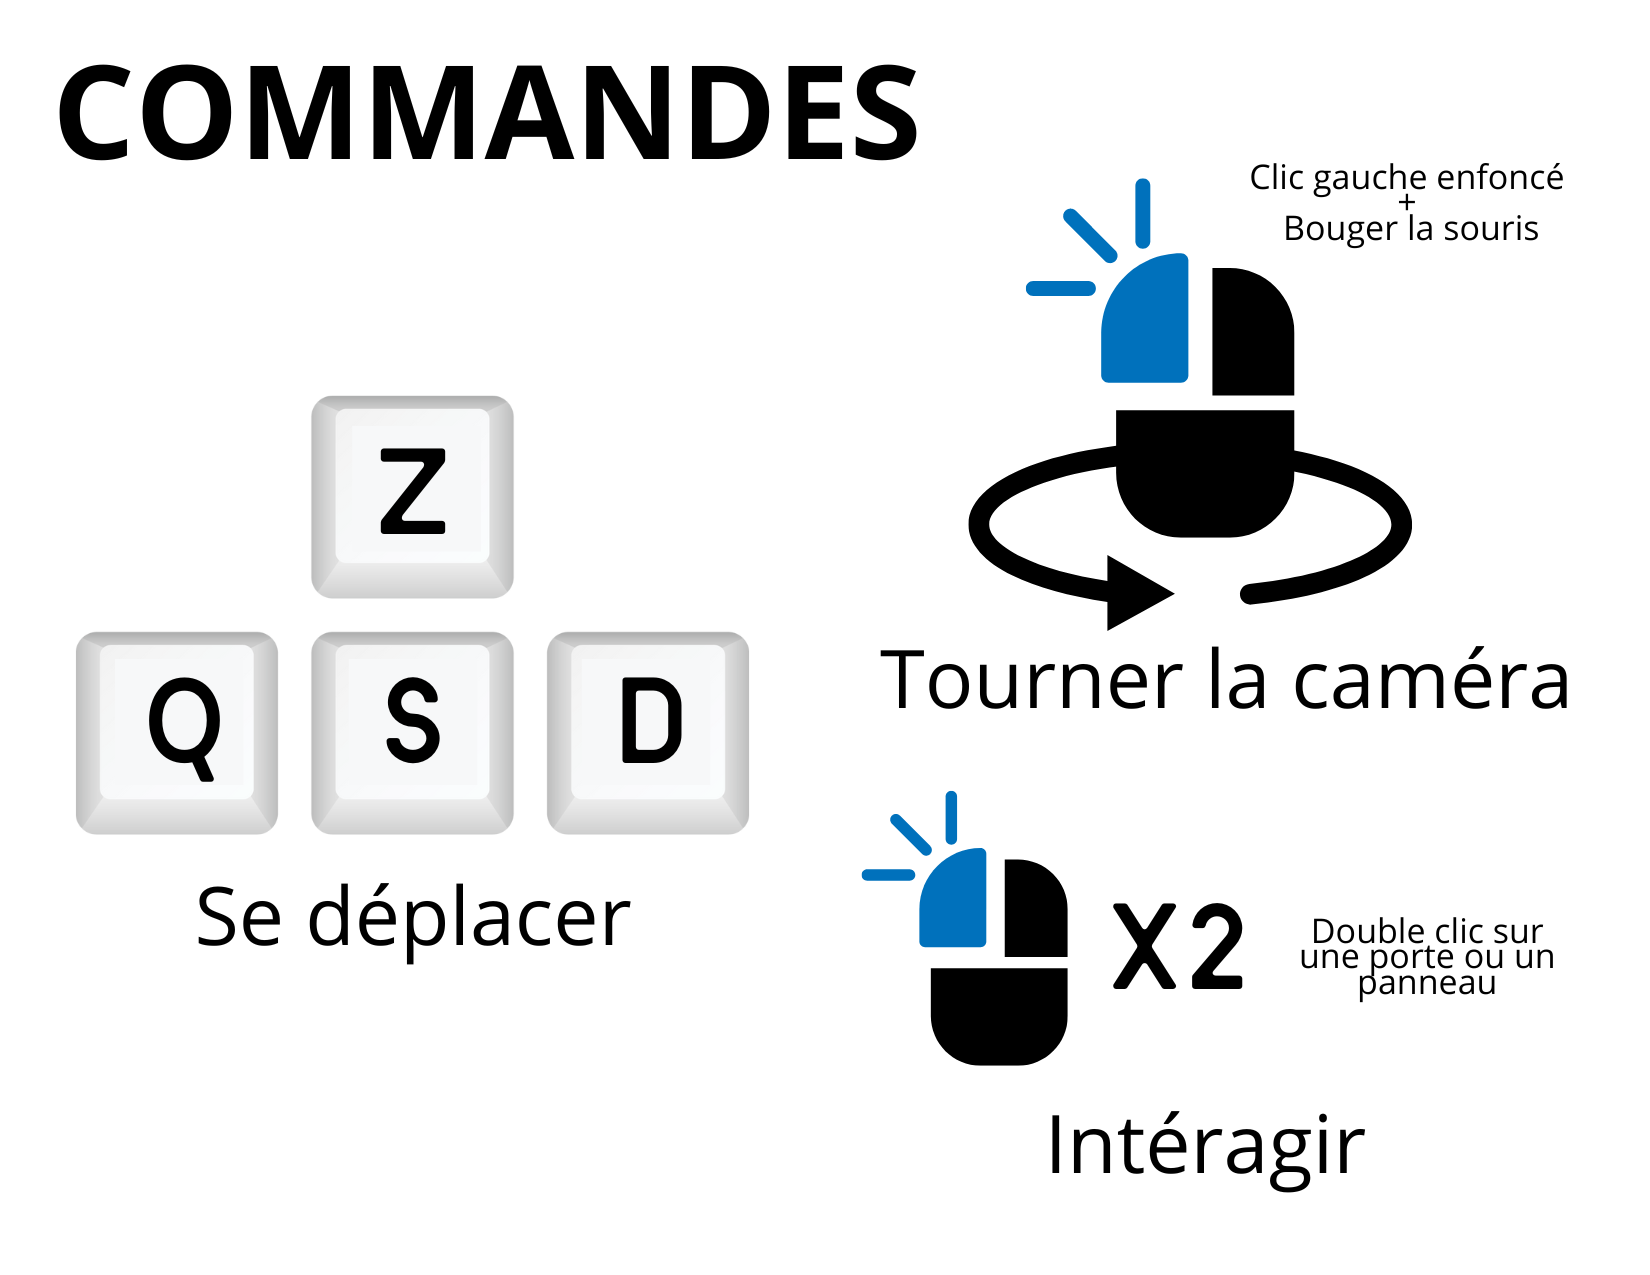 COMMANDES
Clic gauche enfoncé
+
Bouger la souris
Z
Q S D
Se déplacer
Tourner la caméra
X2
Double clic sur
une porte ou un
panneau
Intéragir